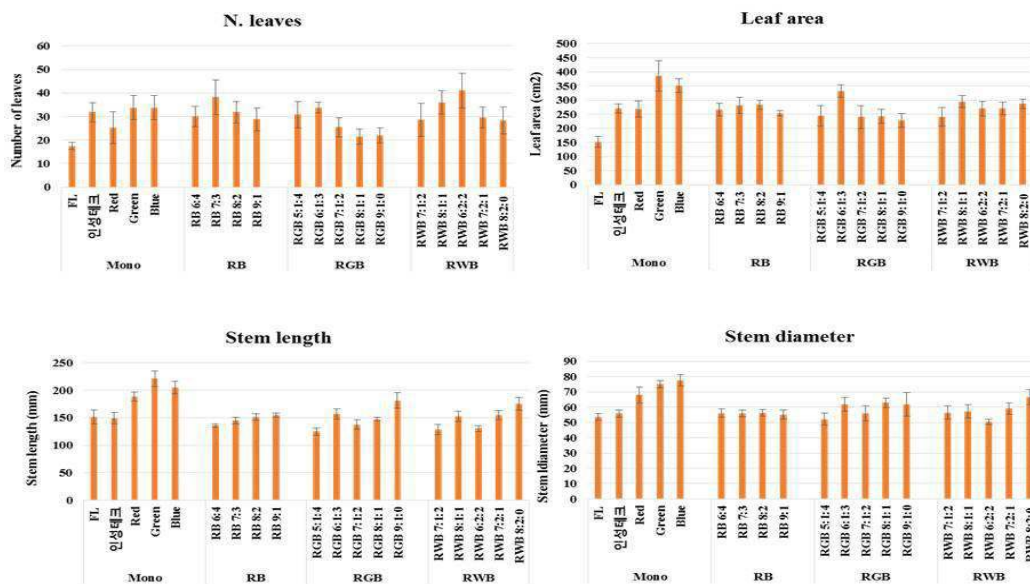 N. leaves
Number of leaves
60
50
40
30
20
10
0
FL
인성테크
Red
Green
Blue
RB 6:4
RB 7:3
RB 8:2
RB 9:1
RGB 5:1:4
RGB 6:1:3
RGB 7:1:2
RGB 8:1:1
RGB 9:1:0
RWB 7:1:2
RWB 8:1:1
RWB 6:2:2
RWB 7:2:1
RWB 8:2:0
Mono
RB
RGB
RWB
Leaf area
Leaf area (cm2)
500
450
400
350
300
250
200
150
100
50
0
FL
인성테크
Red
Green
Blue
RB 6:4
RB 7:3
RB 8:2
RB 9:1
RGB 5:1:4
RGB 6:1:3
RGB 7:1:2
RGB 8:1:1
RGB 9:1:0
RWB 7:1:2
RWB 8:1:1
RWB 6:2:2
RWB 7:2:1
RWB 8:2:0
Mono
RB
RGB
RWB
Stem length
Stem length (mm)
250
200
150
100
50
0
FL
인성테크
Red
Green
Blue
RB 6:4
RB 7:3
RB 8:2
RB 9:1
RGB 5:1:4
RGB 6:1:3
RGB 7:1:2
RGB 8:1:1
RGB 9:1:0
RWB 7:1:2
RWB 8:1:1
RWB 6:2:2
RWB 7:2:1
RWB 8:2:0
Mono
RB
RGB
RWB
Stem diameter
Stem ldiameter (mm)
90
80
70
60
50
40
30
20
10
0
FL
인성테크
Red
Green
Blue
RB 6:4
RB 7:3
RB 8:2
RB 9:1
RGB 5:1:4
RGB 6:1:3
RGB 7:1:2
RGB 8:1:1
RGB 9:1:0
RWB 7:1:2
RWB 8:1:1
RWB 6:2:2
RWB 7:2:1
RWB 8:2:0
Mono
RB
RGB
RWB